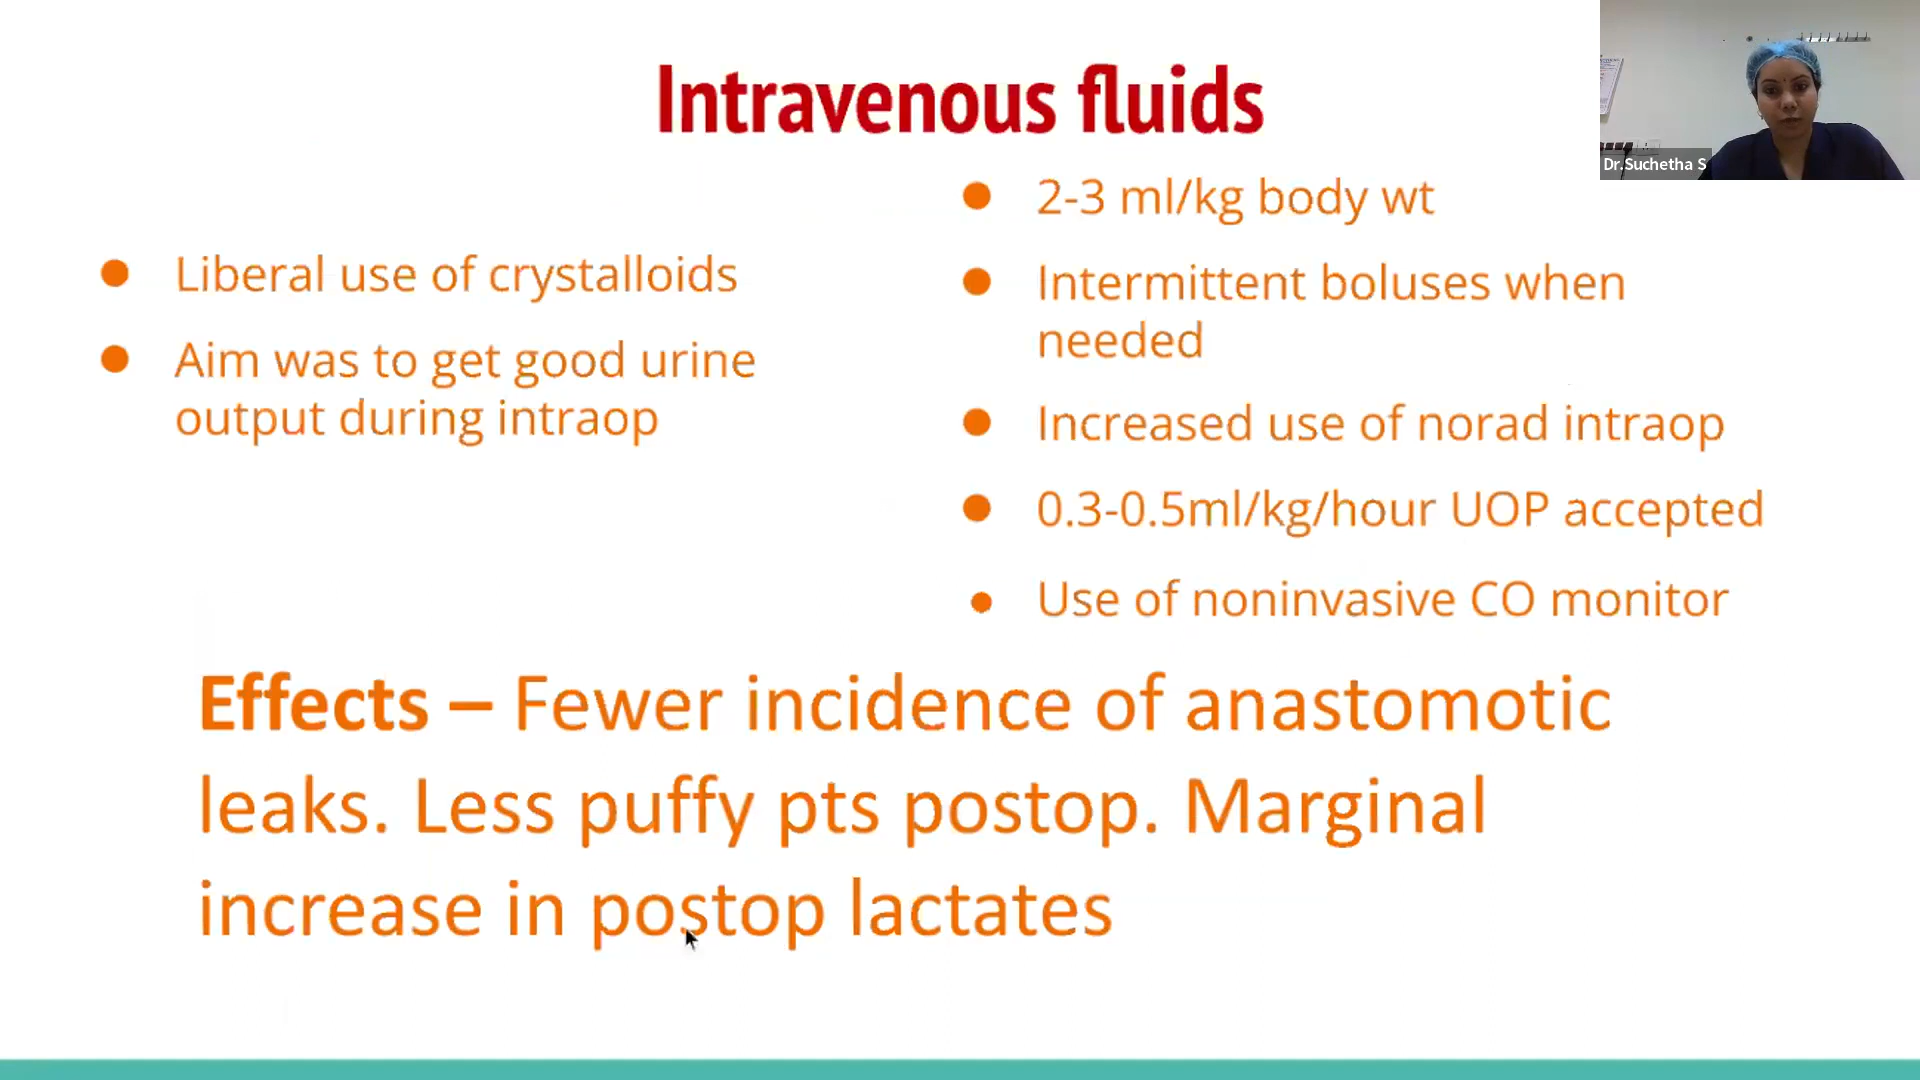 Intravenous fluids
Dr.Suchetha S
Liberal use of crystalloids
Aim was to get good urine
output during intraop
2-3 ml/kg body wt
Intermittent boluses when
needed
Increased use of norad intraop
0.3-0.5ml/kg/hour UOP accepted
Use of noninvasive CO monitor
Effects – Fewer incidence of anastomotic
leaks. Less puffy pts postop. Marginal
increase in postop lactates